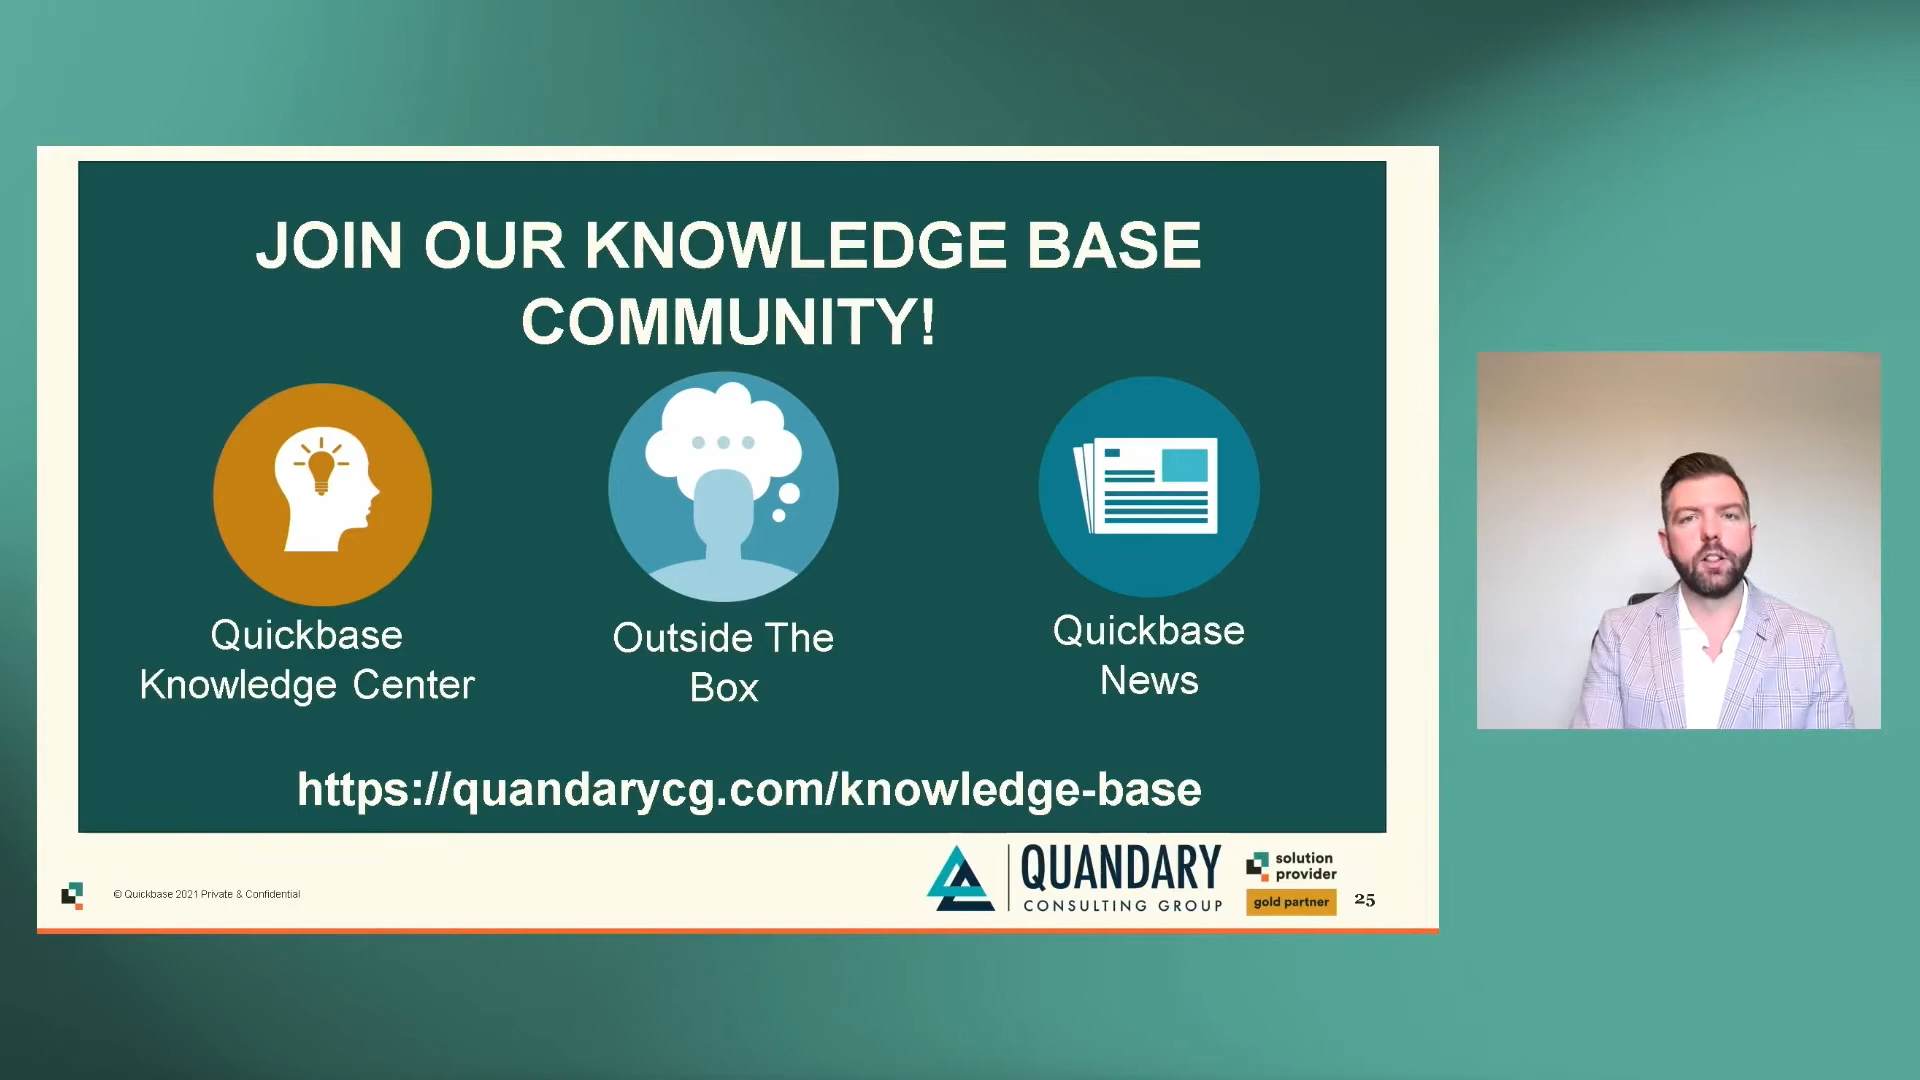 JOIN OUR KNOWLEDGE BASE
COMMUNITY!
Quickbase
Knowledge Center
Outside The
Box
Quickbase
News
https://quandarycg.com/knowledge-base
© Quickbase 2021 Private & Confidential
QUANDARY
CONSULTING GROUP
solution
provider
gold partner
25